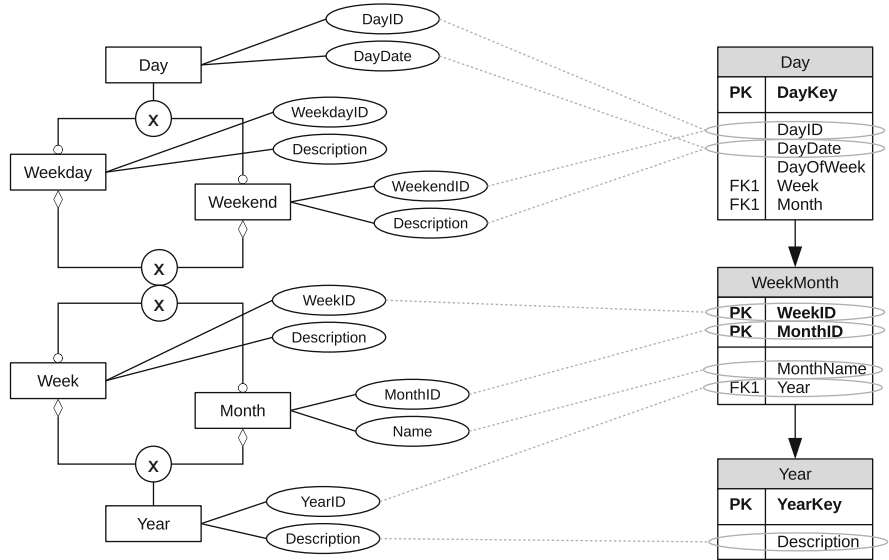 DayID
DayDate
Day
X
WeekdayID
Description
Weekday
WeekendID
Weekend
Description
X
X
WeekID
Description
Week
MonthID
Month
Name
X
YearID
Year
Description
Day
PK DayKey
DayID
DayDate
DayOfWeek
FK1 Week
FK1 Month
WeekMonth
PK WeekID
PK MonthID
MonthName
FK1 Year
Year
PK YearKey
Description